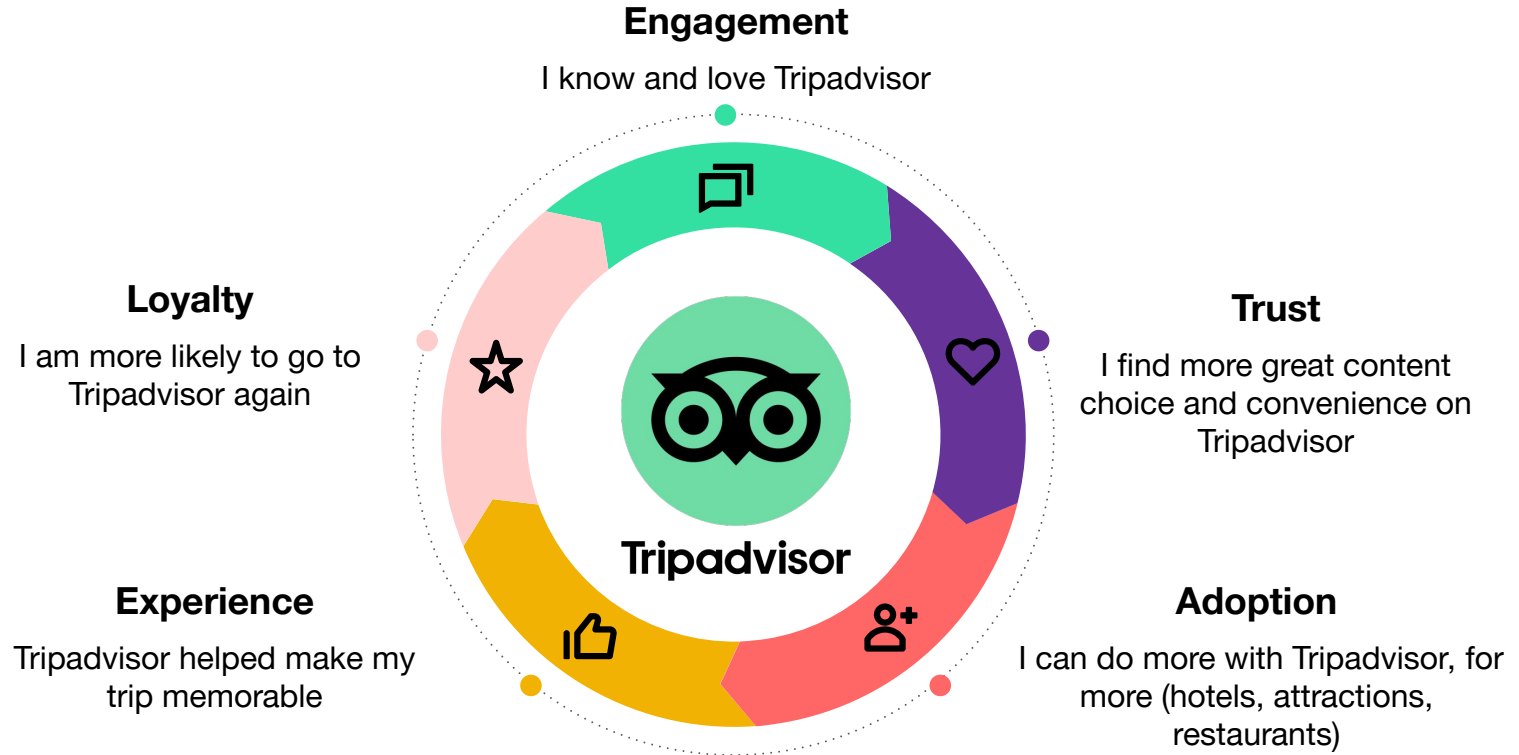 Engagement
I know and love Tripadvisor
Trust
I find more great content
choice and convenience on
Tripadvisor
Adoption
I can do more with Tripadvisor, for
more (hotels, attractions,
restaurants)
Experience
Tripadvisor helped make my
trip memorable
Loyalty
I am more likely to go to
Tripadvisor again
Tripadvisor